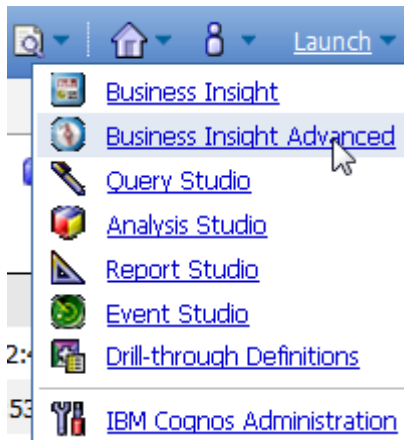 Launch
Business Insight
Business Insight Advanced
Query Studio
Analysis Studio
Report Studio
Event Studio
Drill-through Definitions
IBM Cognos Administration